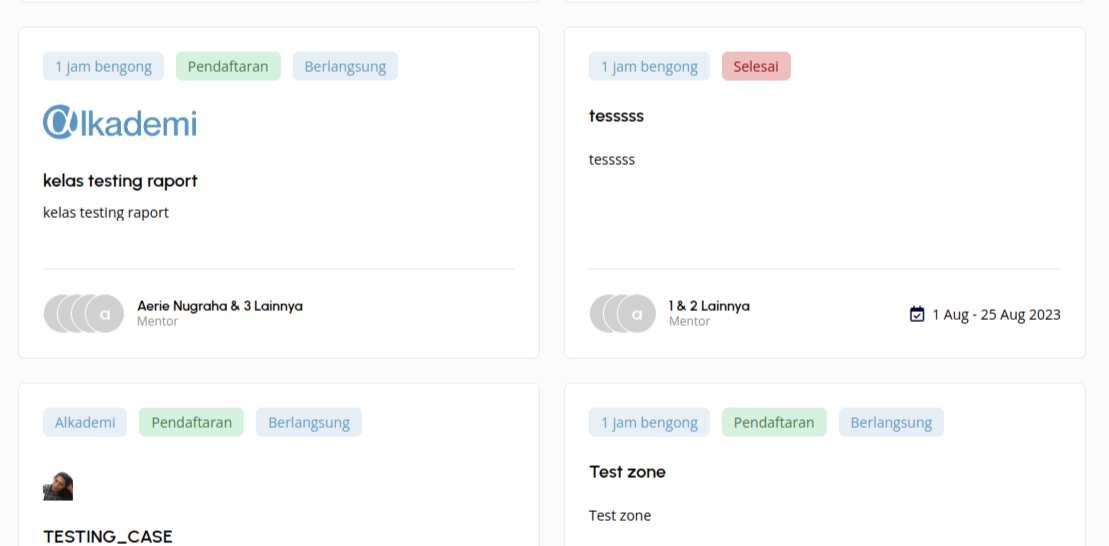 1 jam bengong Pendaftaran Berlangsung
alkademi
kelas testing raport
kelas testing raport
a Aerie Nugraha & 3 Lainnya
Mentor
1 jam bengong Selesai
tesssss
tesssss
a 1 & 2 Lainnya
Mentor
1 Aug - 25 Aug 2023
Alkademi Pendaftaran Berlangsung
TESTING_CASE
1 jam bengong Pendaftaran Berlangsung
Test zone
Test zone